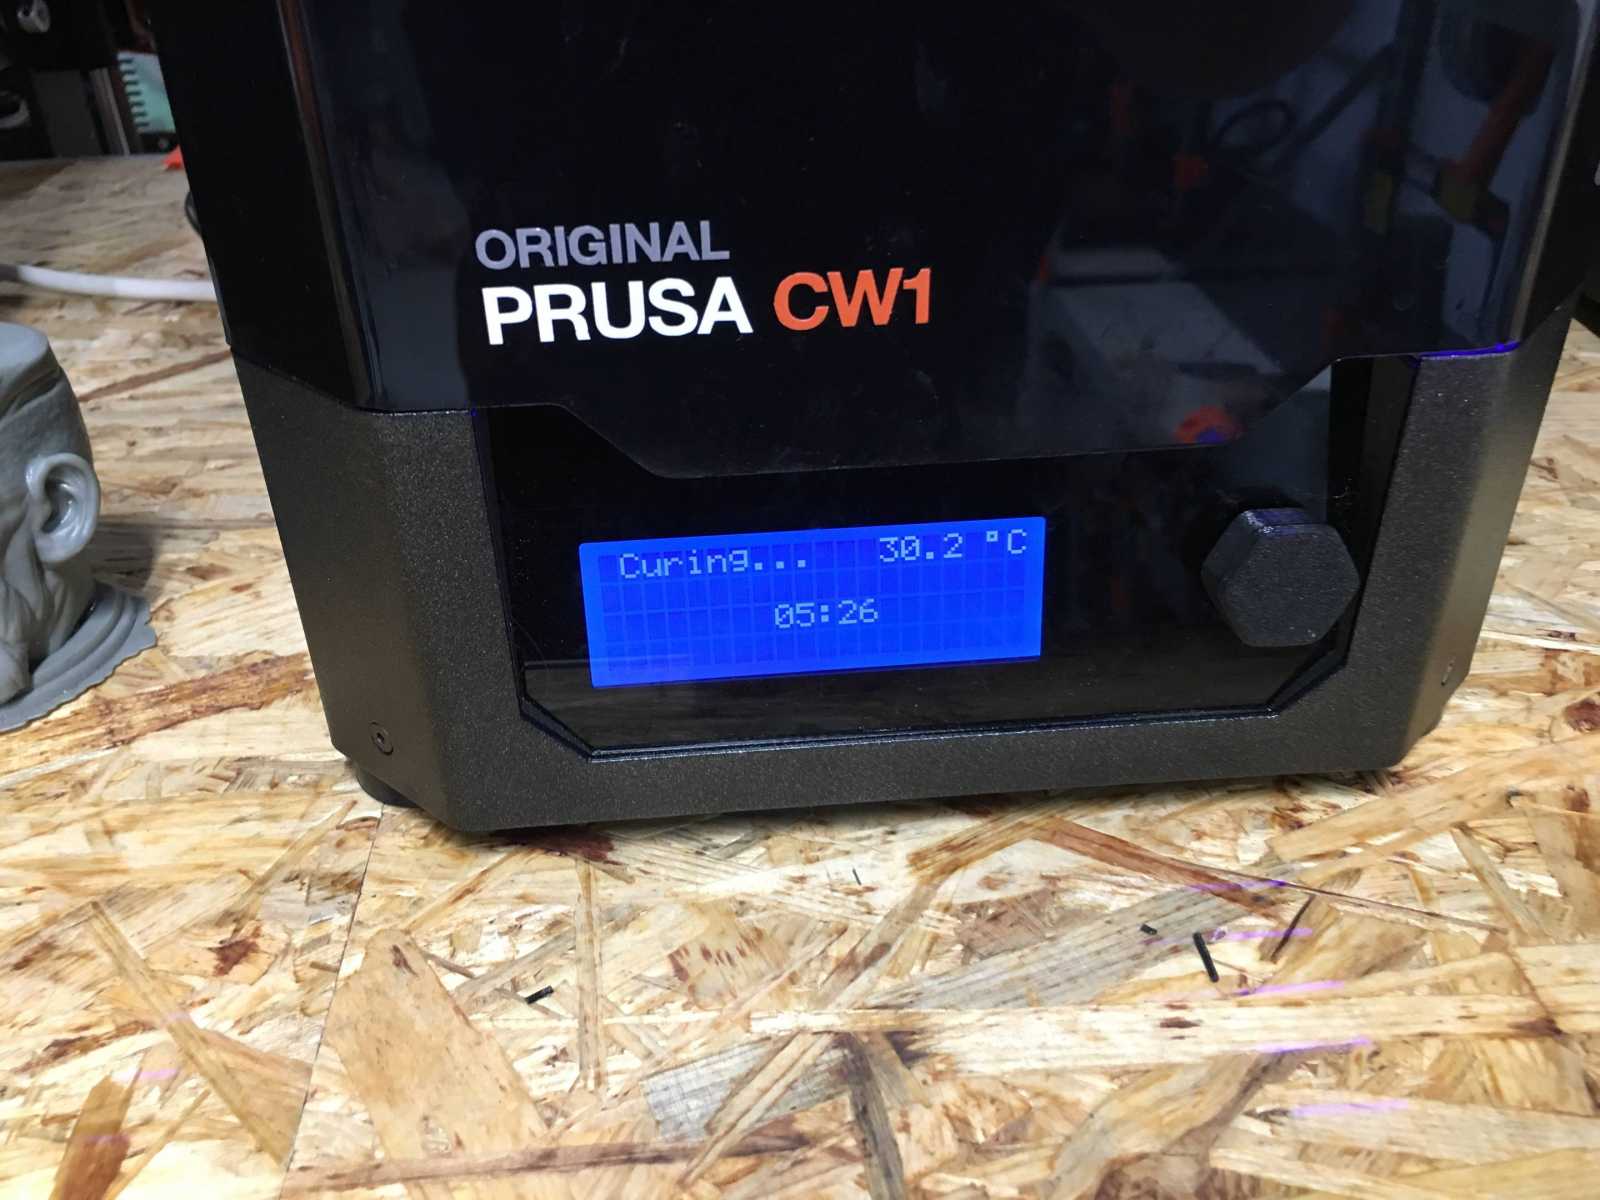 ORIGINAL
PRUSA CW1
Curing... 30.2 °C
05:26